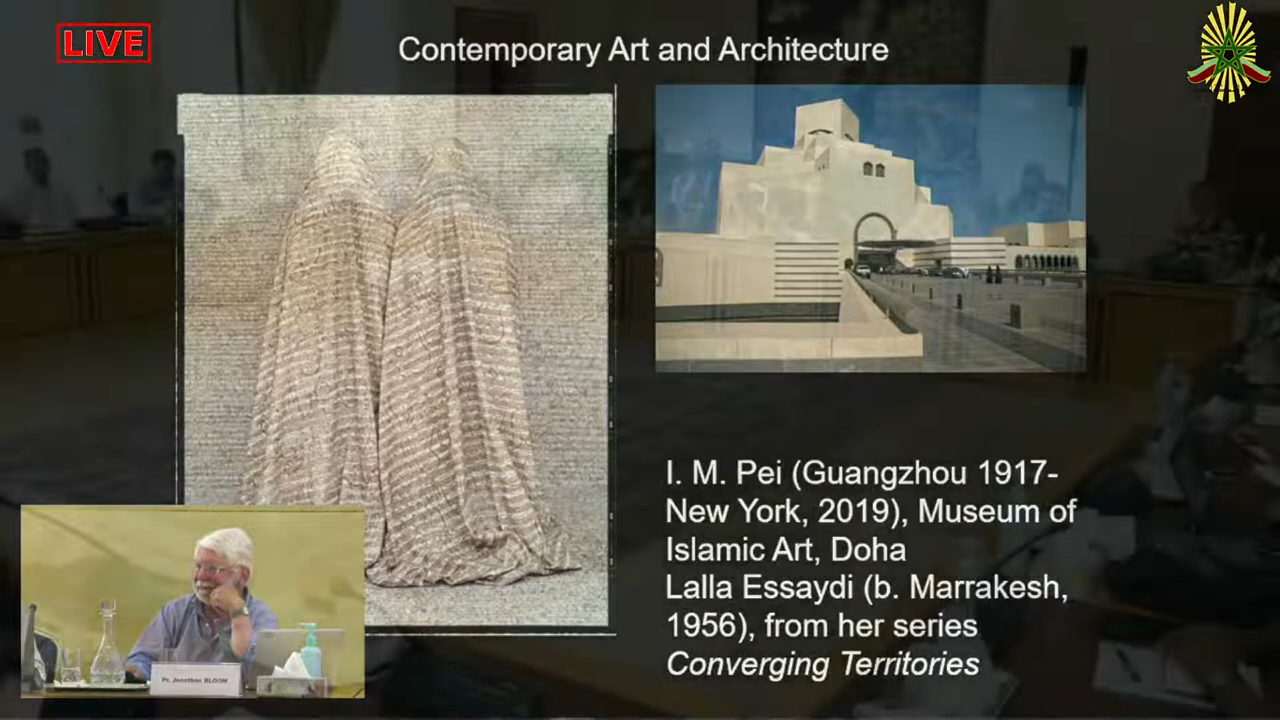 LIVE
Contemporary Art and Architecture
I. M. Pei (Guangzhou 1917-
New York, 2019), Museum of
Islamic Art, Doha
Lalla Essaydi (b. Marrakesh,
1956), from her series
Converging Territories
Pr. Jonathan BLOOM